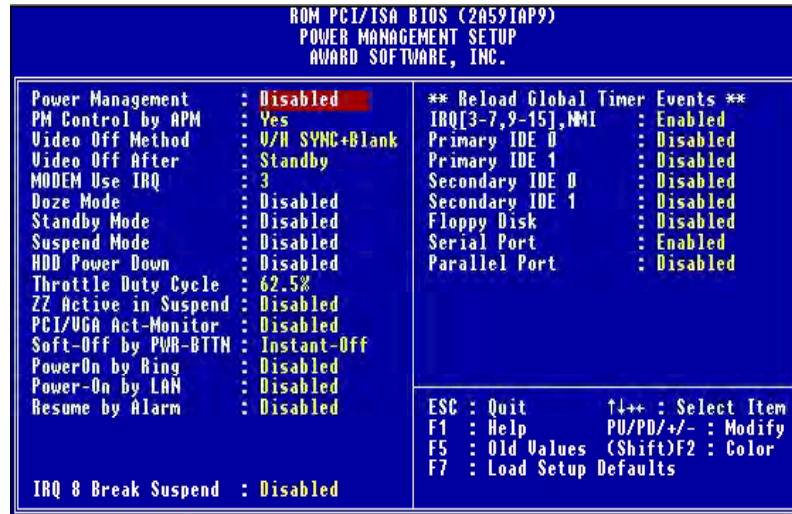 ROM PCI/ISA BIOS (2A59IAP9)
POWER MANAGEMENT SETUP
AWARD SOFTWARE, INC.
Power Management : Disabled
PM Control by APM : Yes
Video Off Method : V/H SYNC+Blank
Video Off After : Standby
MODEM Use IRQ : 3
Doze Mode : Disabled
Standby Mode : Disabled
Suspend Mode : Disabled
HDD Power Down : Disabled
Throttle Duty Cycle : 62.5%
ZZ Active in Suspend : Disabled
PCI/VGA Act-Monitor : Disabled
Soft-Off by PWR-BTTN : Instant-Off
PowerOn by Ring : Disabled
Power-On by LAN : Disabled
Resume by Alarm : Disabled
IRQ 8 Break Suspend : Disabled
** Reload Global Timer Events **
IRQ[3-7,9-15],NMI : Enabled
Primary IDE 0 : Disabled
Primary IDE 1 : Disabled
Secondary IDE 0 : Disabled
Secondary IDE 1 : Disabled
Floppy Disk : Disabled
Serial Port : Enabled
Parallel Port : Disabled
ESC : Quit ↑↓→← : Select Item
F1 : Help PU/PD/+/- : Modify
F5 : Old Values (Shift)F2 : Color
F7 : Load Setup Defaults